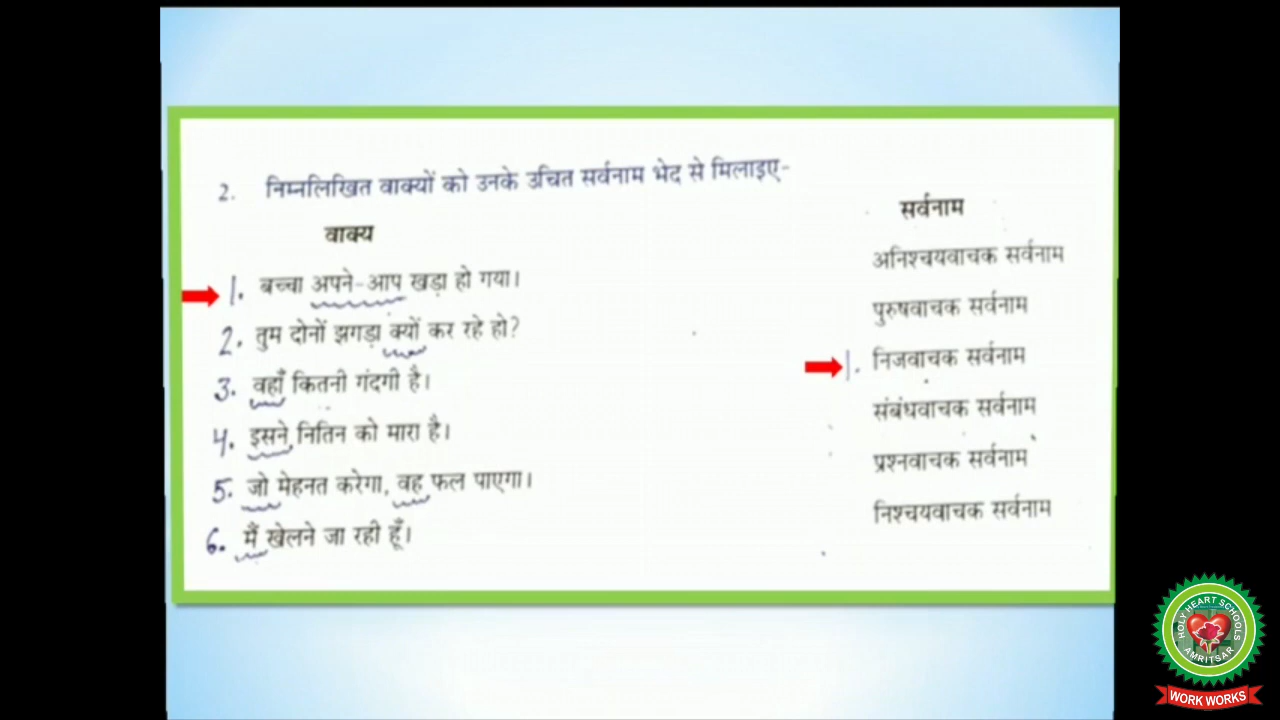 2. निम्नलिखित वाक्यों को उनके उचित सर्वनाम भेद से मिलाइए-
वाक्य
सर्वनाम
1. बच्चा अपने-आप खड़ा हो गया।
अनिश्चयवाचक सर्वनाम
2. तुम दोनों झगड़ा क्यों कर रहे हो?
पुरुषवाचक सर्वनाम
3. वहाँ कितनी गंदगी है।
1. निजवाचक सर्वनाम
4. इसने नितिन को मारा है।
संबंधवाचक सर्वनाम
5. जो मेहनत करेगा, वह फल पाएगा।
प्रश्नवाचक सर्वनाम
6. मैं खेलने जा रही हूँ।
निश्चयवाचक सर्वनाम
HOLY HEART SCHOOLS
AMRITSAR
WORK WORKS